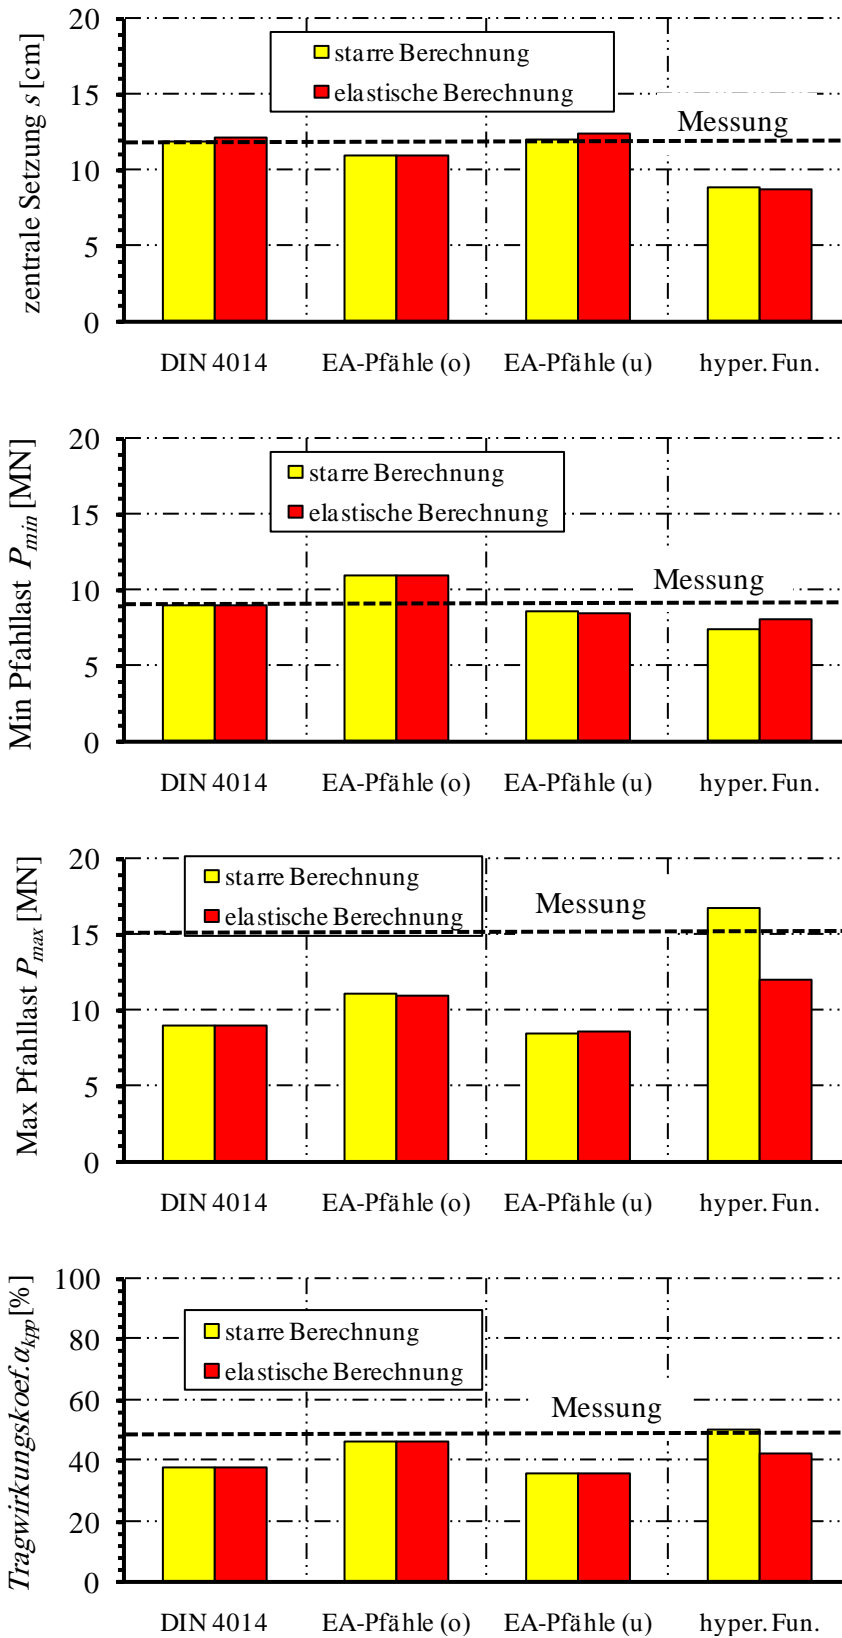 zentrale Setzung s [cm]
20
15
10
5
0
starre Berechnung
elastische Berechnung
Messung
DIN 4014 EA-Pfähle (o) EA-Pfähle (u) hyper. Fun.
Min Pfahllast P_min [MN]
20
15
10
5
0
starre Berechnung
elastische Berechnung
Messung
DIN 4014 EA-Pfähle (o) EA-Pfähle (u) hyper. Fun.
Max Pfahllast P_max [MN]
20
15
10
5
0
starre Berechnung
elastische Berechnung
Messung
DIN 4014 EA-Pfähle (o) EA-Pfähle (u) hyper. Fun.
Tragwirkungskoef. α_kpp [%]
100
80
60
40
20
0
starre Berechnung
elastische Berechnung
Messung
DIN 4014 EA-Pfähle (o) EA-Pfähle (u) hyper. Fun.